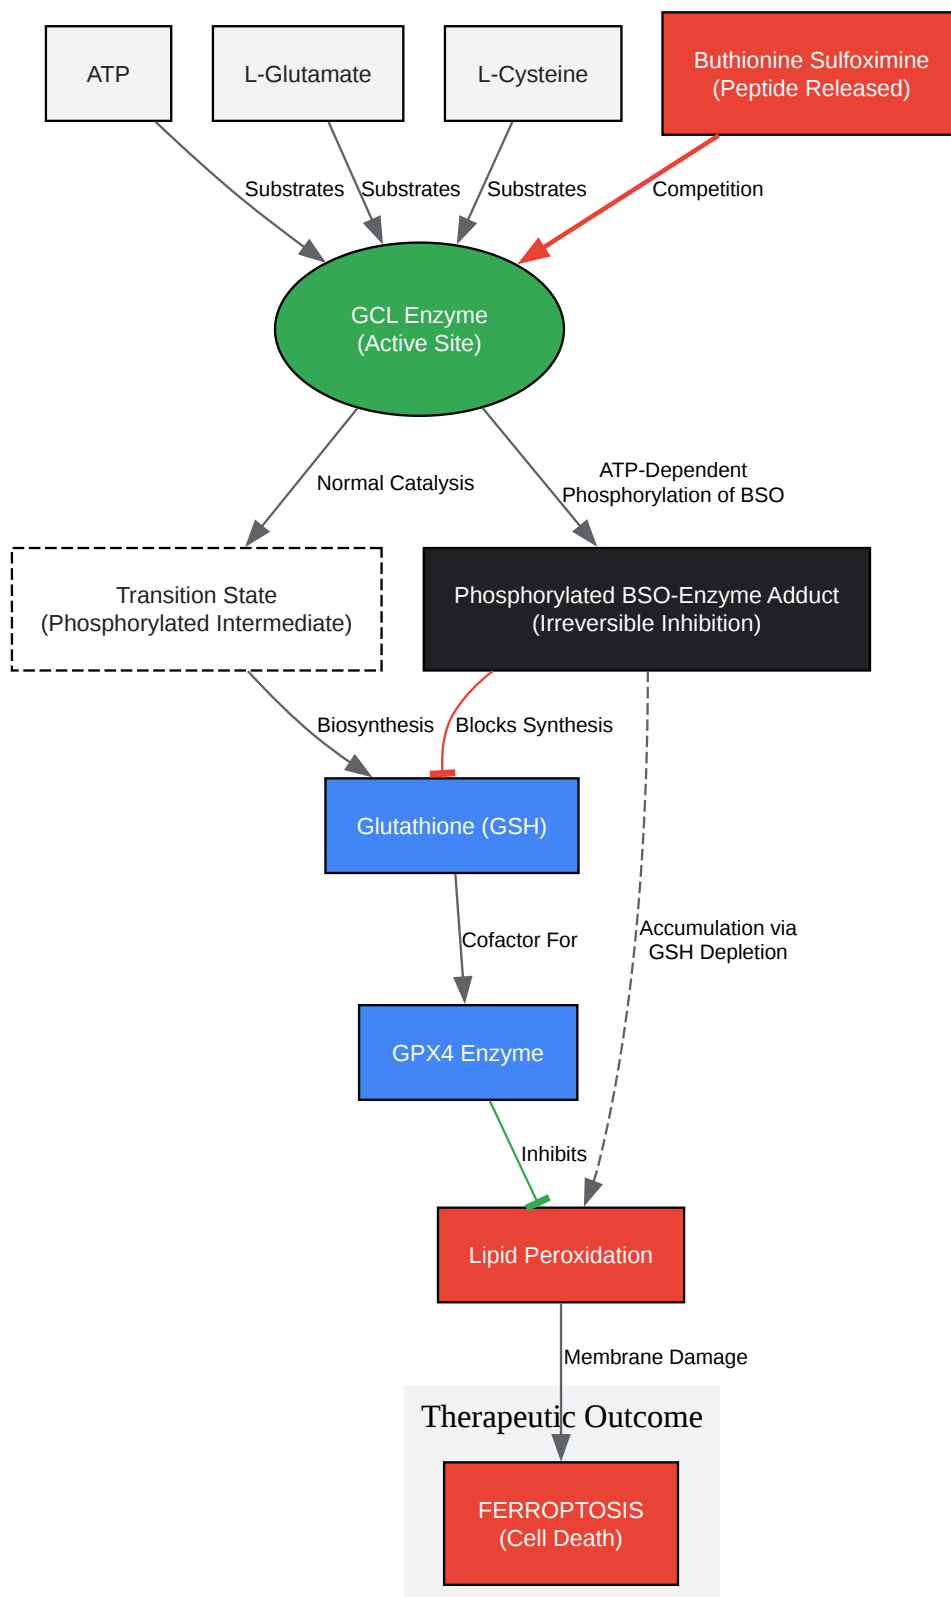 ATP
L-Glutamate
L-Cysteine
Buthionine Sulfoximine
(Peptide Released)
Substrates
Substrates
Substrates
Competition
GCL Enzyme
(Active Site)
Normal Catalysis
ATP-Dependent
Phosphorylation of BSO
Transition State
(Phosphorylated Intermediate)
Phosphorylated BSO-Enzyme Adduct
(Irreversible Inhibition)
Biosynthesis
Blocks Synthesis
Glutathione (GSH)
Cofactor For
Accumulation via
GSH Depletion
GPX4 Enzyme
Inhibits
Lipid Peroxidation
Membrane Damage
Therapeutic Outcome
FERROPTOSIS
(Cell Death)